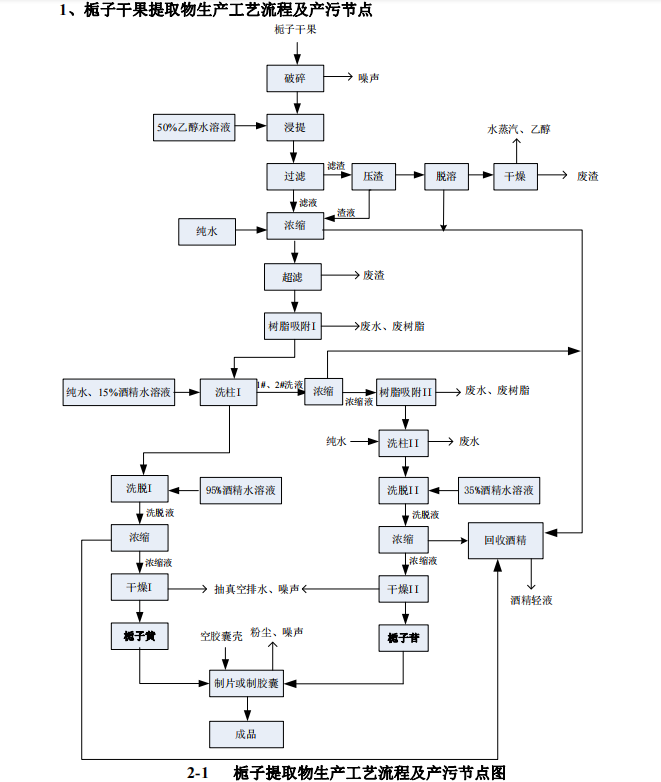 1、栀子干果提取物生产工艺流程及产污节点
栀子干果
破碎
噪声
50%乙醇水溶液
浸提
水蒸汽、乙醇
过滤
滤渣
压渣
脱溶
干燥
废渣
滤液
渣液
纯水
浓缩
超滤
废渣
树脂吸附I
废水、废树脂
纯水、15%酒精水溶液
洗柱I
1#、2#洗液
浓缩
浓缩液
树脂吸附II
废水、废树脂
纯水
洗柱II
废水
洗脱I
95%酒精水溶液
洗脱II
35%酒精水溶液
洗脱液
洗脱液
浓缩
浓缩
回收酒精
浓缩液
浓缩液
干燥I
抽真空排水、噪声
干燥II
酒精轻液
栀子黄
空胶囊壳
粉尘、噪声
栀子苷
制片或制胶囊
成品
2-1 栀子提取物生产工艺流程及产污节点图